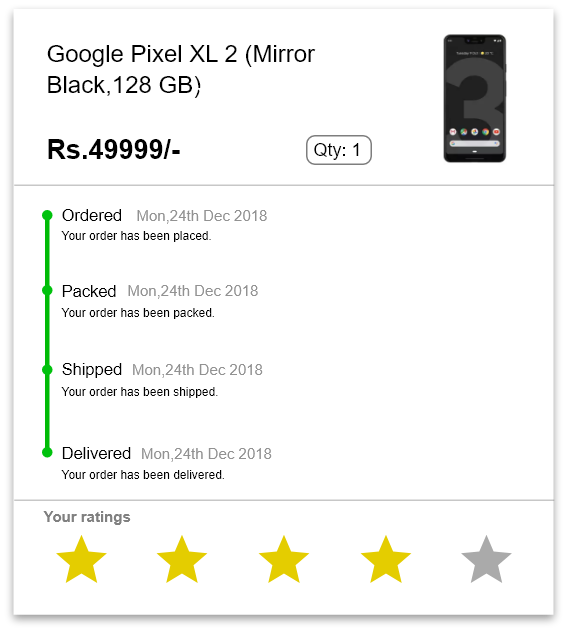 Google Pixel XL 2 (Mirror
Black,128 GB)
Rs.49999/-
Qty: 1
Ordered Mon,24th Dec 2018
Your order has been placed.
Packed Mon,24th Dec 2018
Your order has been packed.
Shipped Mon,24th Dec 2018
Your order has been shipped.
Delivered Mon,24th Dec 2018
Your order has been delivered.
Your ratings